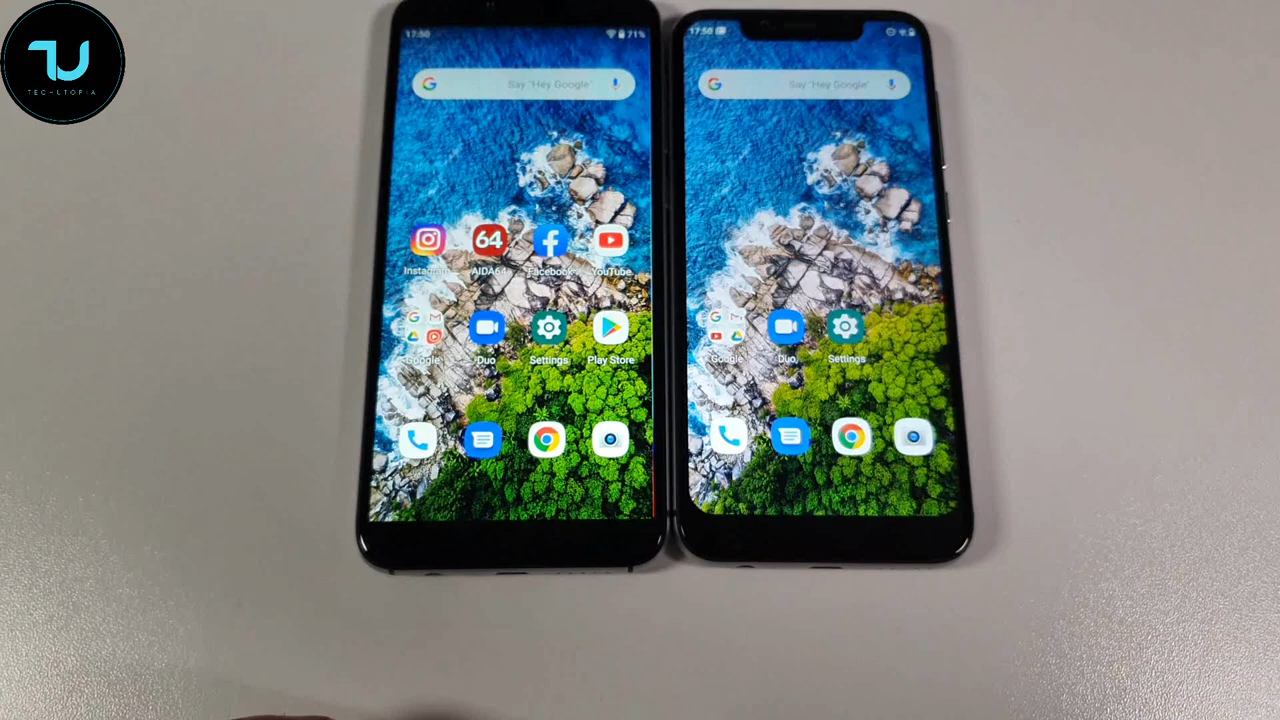 TU
TECHUTOPIA
17:50
71%
Say "Hey Google"
Instagram
64
AIDA64
Facebook
YouTube
Google
Duo
Settings
Play Store
17:50
Say "Hey Google"
Google
Duo
Settings